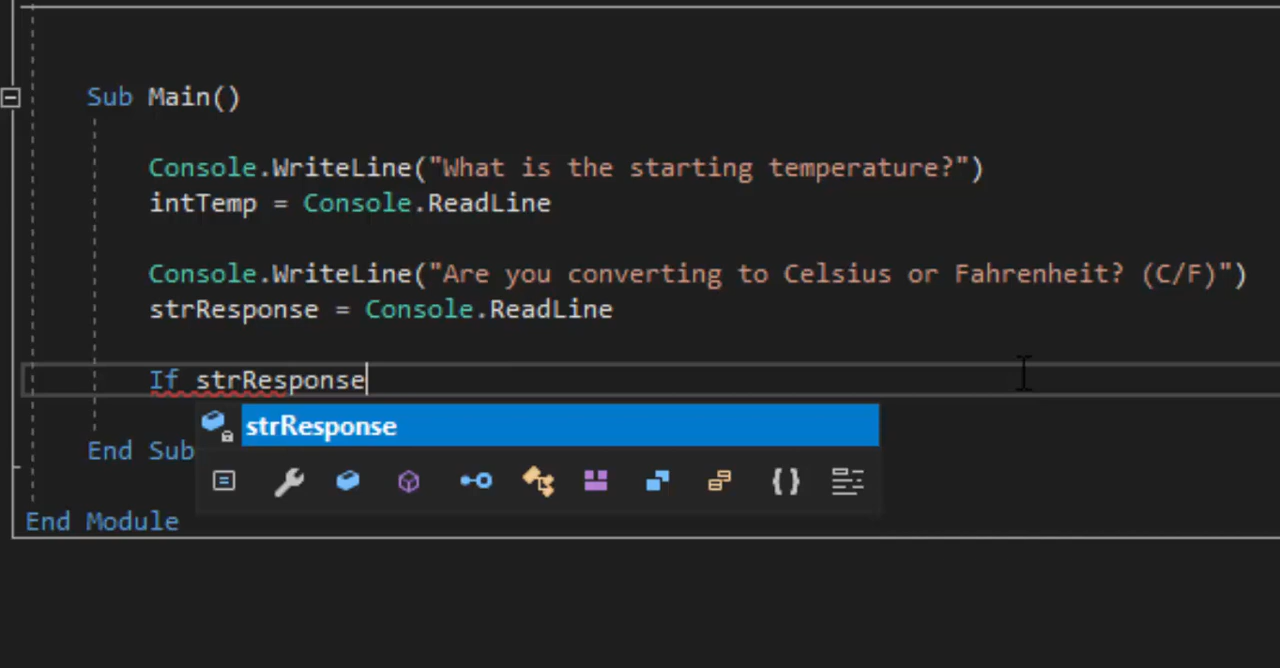 Sub Main()
Console.WriteLine("What is the starting temperature?")
intTemp = Console.ReadLine
Console.WriteLine("Are you converting to Celsius or Fahrenheit? (C/F)")
strResponse = Console.ReadLine
If strResponse
strResponse
End Sub
End Module